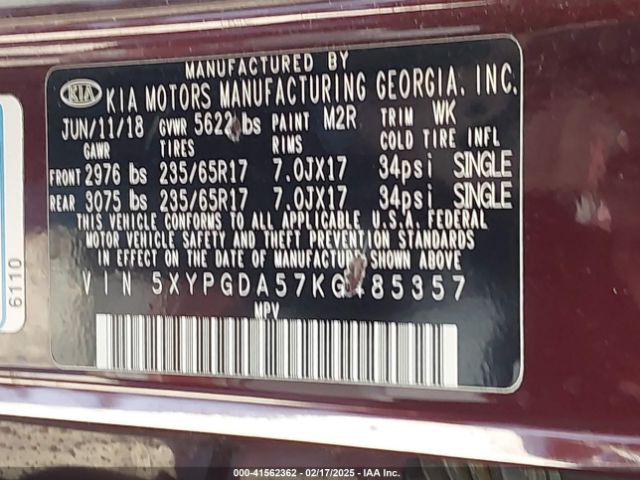 MANUFACTURED BY
KIA KIA MOTORS MANUFACTURING GEORGIA, INC.
JUN/11/18 GVWR 5622 lbs PAINT M2R TRIM WK
GAWR TIRES RIMS COLD TIRE INFL
FRONT 2976 lbs 235/65R17 7.0JX17 34psi SINGLE
REAR 3075 lbs 235/65R17 7.0JX17 34psi SINGLE
THIS VEHICLE CONFORMS TO ALL APPLICABLE U.S.A. FEDERAL
MOTOR VEHICLE SAFETY AND THEFT PREVENTION STANDARDS
IN EFFECT ON THE DATE OF MANUFACTURE SHOWN ABOVE
VIN
MPV
6110
000-41562362 - 02/17/2025 - IAA Inc.